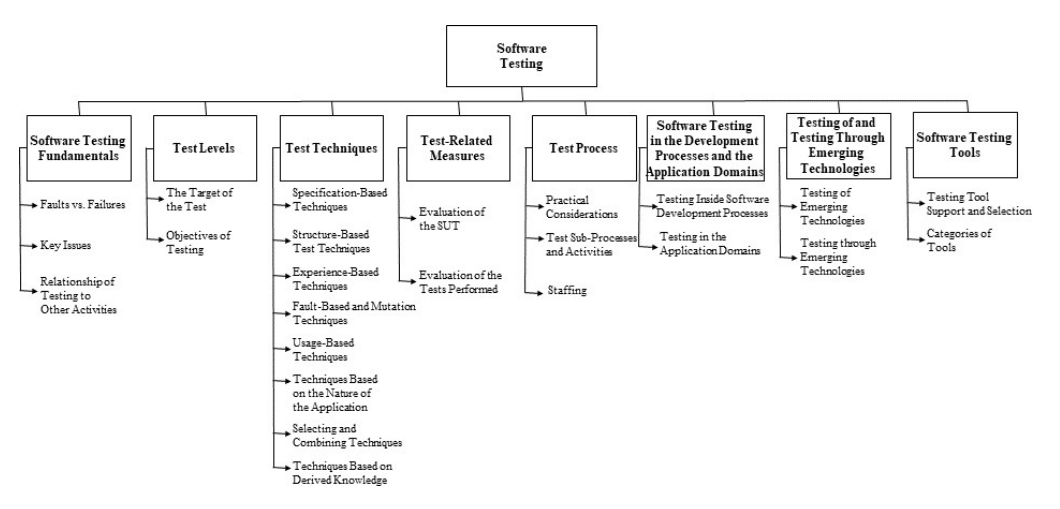 Software
Testing
Software Testing
Fundamentals
Faults vs. Failures
Key Issues
Relationship of
Testing to
Other Activities
Test Levels
The Target of
the Test
Objectives of
Testing
Test Techniques
Specification-Based
Techniques
Structure-Based
Test Techniques
Experience-Based
Techniques
Fault-Based and Mutation
Techniques
Usage-Based
Techniques
Techniques Based
on the Nature of
the Application
Selecting and
Combining Techniques
Techniques Based on
Derived Knowledge
Test-Related
Measures
Evaluation of
the SUT
Evaluation of the
Tests Performed
Test Process
Practical
Considerations
Test Sub-Processes
and Activities
Staffing
Software Testing
in the Development
Processes and the
Application Domains
Testing Inside Software
Development Processes
Testing in the
Application Domains
Testing of and
Testing Through
Emerging
Technologies
Testing of
Emerging
Technologies
Testing through
Emerging
Technologies
Software Testing
Tools
Testing Tool
Support and Selection
Categories of
Tools